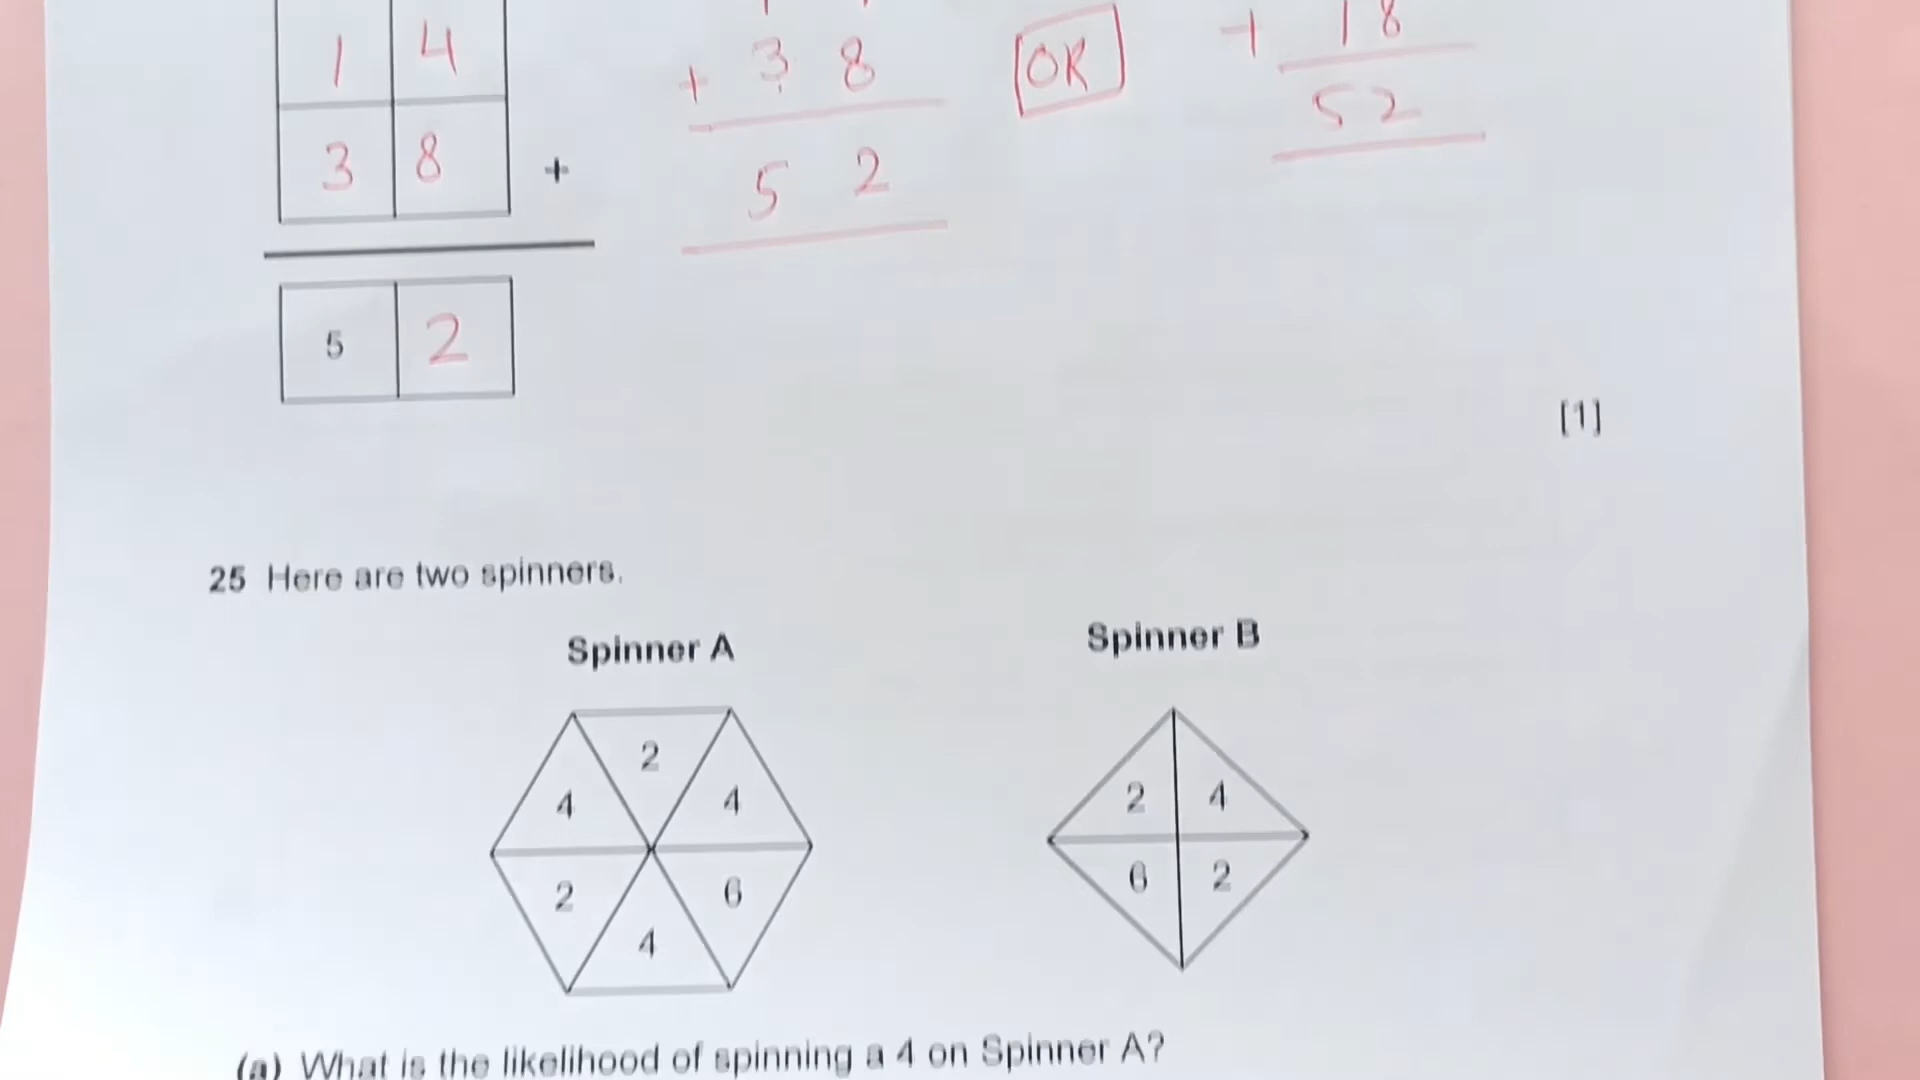 1 4
3 8 +
5 2
+ 3 8
5 2
OR
+ 1 8
5 2
[1]
25 Here are two spinners.
Spinner A
Spinner B
2
4 4
2 6
4
2 4
6 2
(a) What is the likelihood of spinning a 4 on Spinner A?